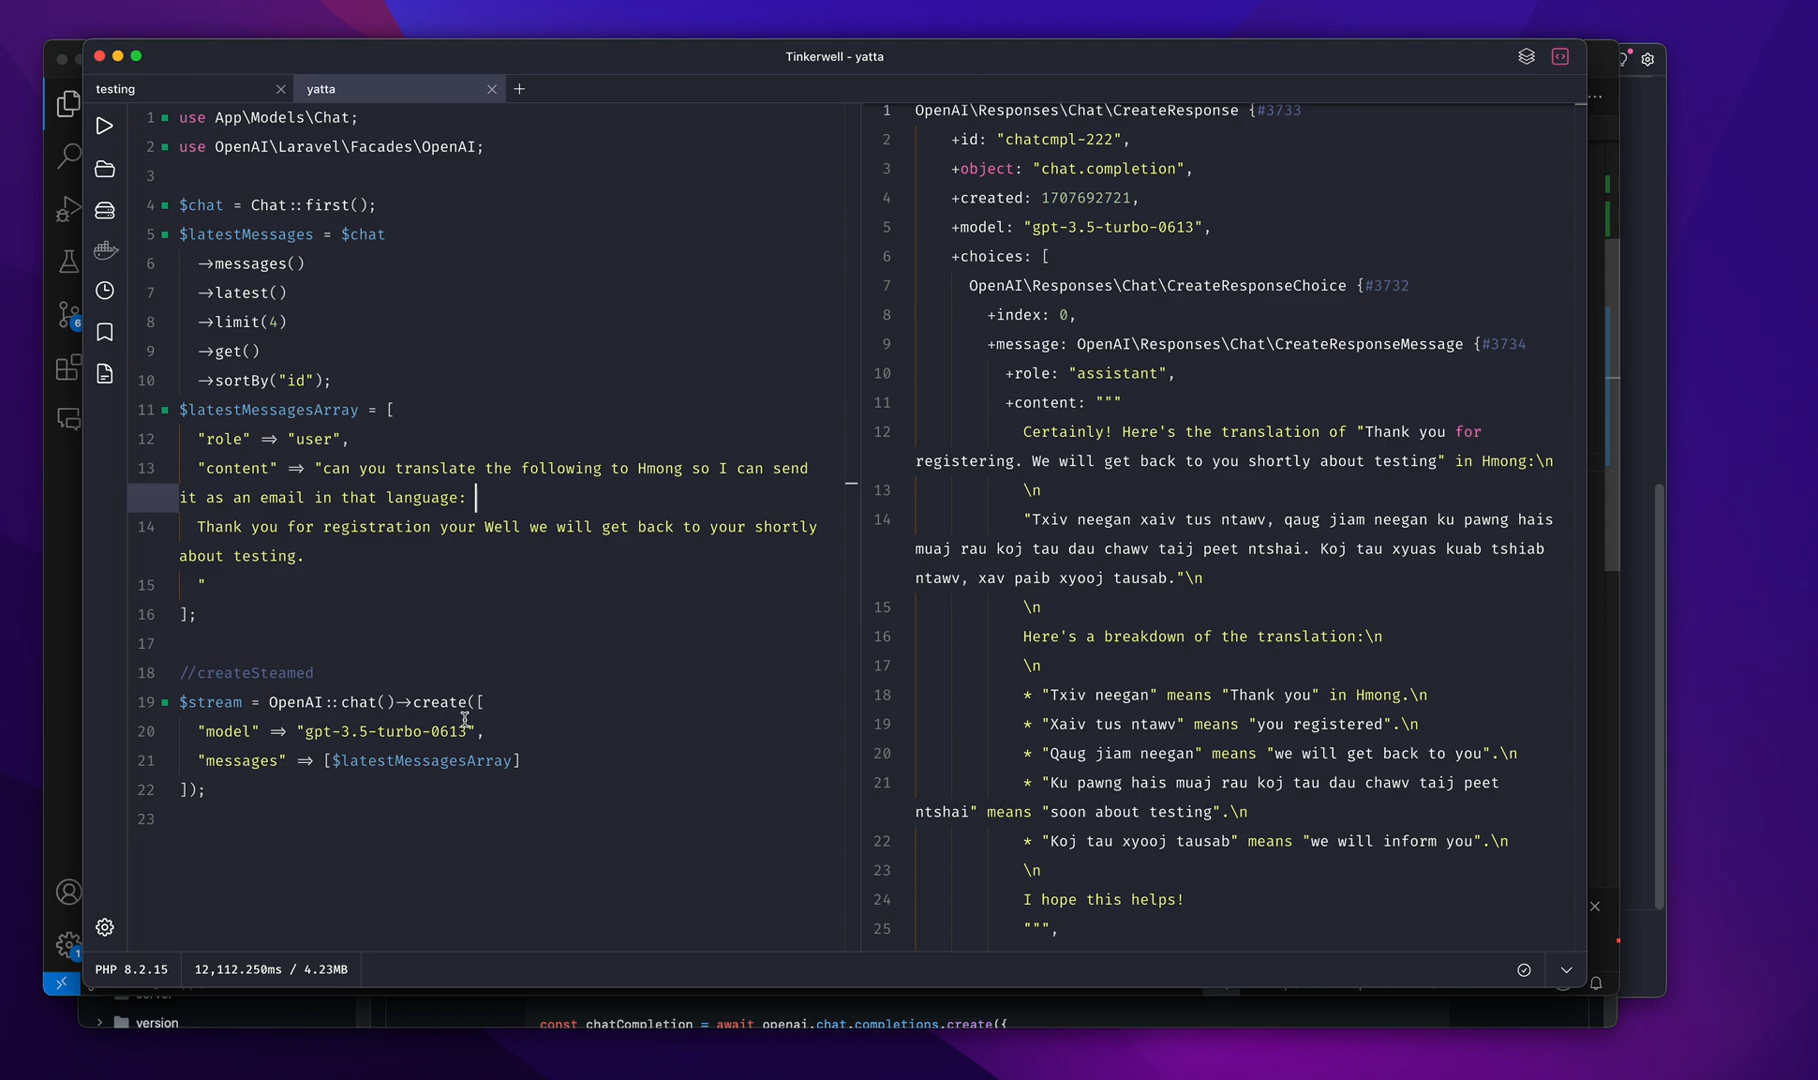 Tinkerwell - yatta
testing
yatta
1 use App\Models\Chat;
2 use OpenAI\Laravel\Facades\OpenAI;
3
4 $chat = Chat::first();
5 $latestMessages = $chat
6 →messages()
7 →latest()
8 →limit(4)
9 →get()
10 →sortBy("id");
11 $latestMessagesArray = [
12 "role" ⇒ "user",
13 "content" ⇒ "can you translate the following to Hmong so I can send
it as an email in that language:
14 Thank you for registration your Well we will get back to your shortly
about testing.
15 "
16 ];
17
18 //createSteamed
19 $stream = OpenAI::chat()→create([
20 "model" ⇒ "gpt-3.5-turbo-0613",
21 "messages" ⇒ [$latestMessagesArray]
22 ]);
23
1 OpenAI\Responses\Chat\CreateResponse {#3733
2 +id: "chatcmpl-222",
3 +object: "chat.completion",
4 +created: 1707692721,
5 +model: "gpt-3.5-turbo-0613",
6 +choices: [
7 OpenAI\Responses\Chat\CreateResponseChoice {#3732
8 +index: 0,
9 +message: OpenAI\Responses\Chat\CreateResponseMessage {#3734
10 +role: "assistant",
11 +content: """
12 Certainly! Here's the translation of "Thank you for
registering. We will get back to you shortly about testing" in Hmong:\n
13 \n
14 "Txiv neegan xaiv tus ntawv, qaug jiam neegan ku pawng hais
muaj rau koj tau dau chawv taij peet ntshai. Koj tau xyuas kuab tshiab
ntawv, xav paib xyooj tausab."\n
15 \n
16 Here's a breakdown of the translation:\n
17 \n
18 * "Txiv neegan" means "Thank you" in Hmong.\n
19 * "Xaiv tus ntawv" means "you registered".\n
20 * "Qaug jiam neegan" means "we will get back to you".\n
21 * "Ku pawng hais muaj rau koj tau dau chawv taij peet
ntshai" means "soon about testing".\n
22 * "Koj tau xyooj tausab" means "we will inform you".\n
23 \n
24 I hope this helps!
25 """,
PHP 8.2.15
12,112.250ms / 4.23MB
6
1
version
const chatCompletion = await openai.chat.completions.create({